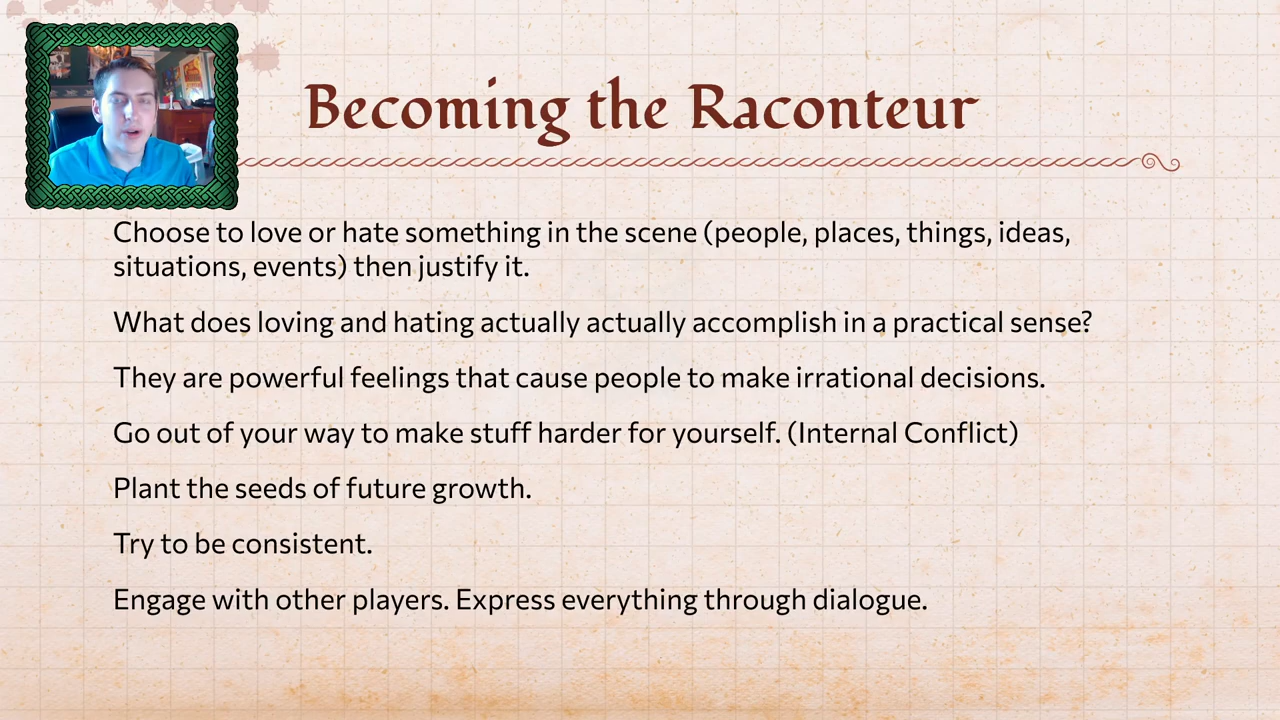 Becoming the Raconteur
Choose to love or hate something in the scene (people, places, things, ideas,
situations, events) then justify it.
What does loving and hating actually actually accomplish in a practical sense?
They are powerful feelings that cause people to make irrational decisions.
Go out of your way to make stuff harder for yourself. (Internal Conflict)
Plant the seeds of future growth.
Try to be consistent.
Engage with other players. Express everything through dialogue.